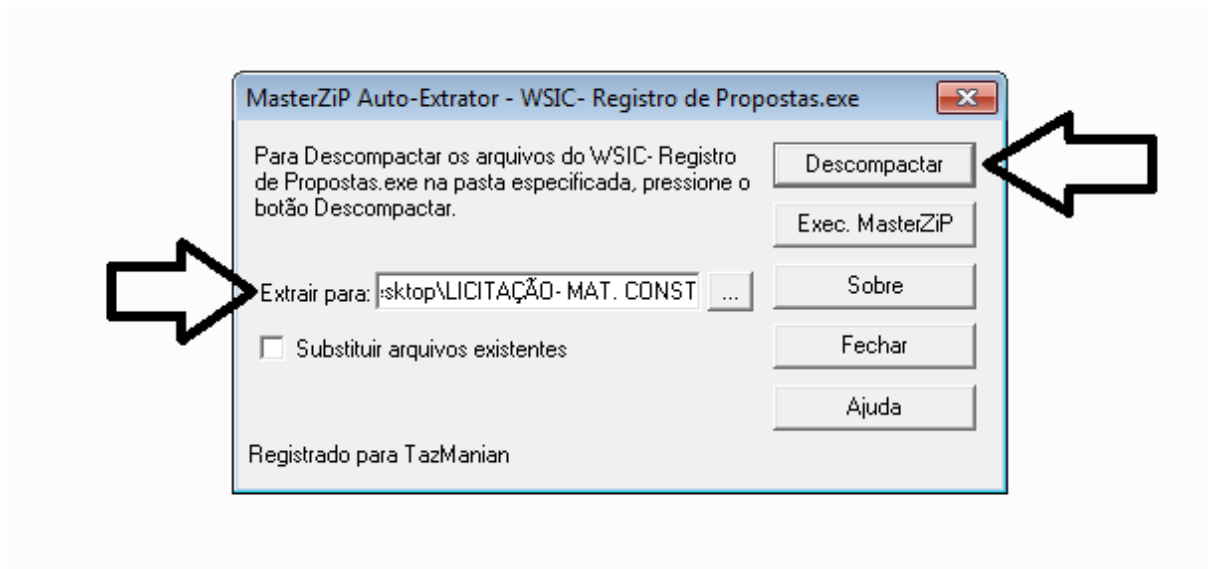 MasterZiP Auto-Extrator - WSIC- Registro de Propostas.exe
Para Descompactar os arquivos do WSIC- Registro
de Propostas.exe na pasta especificada, pressione o
botão Descompactar.
Descompactar
Exec. MasterZiP
Extrair para: sktop\LICITAÇÃO- MAT. CONST ...
Sobre
Substituir arquivos existentes
Fechar
Ajuda
Registrado para TazManian